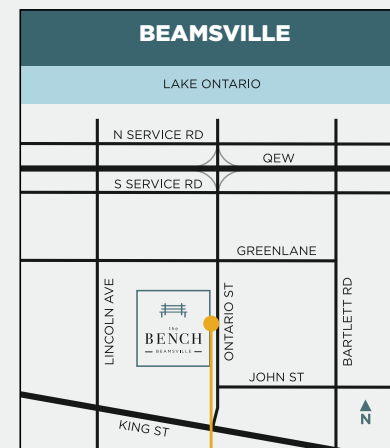 BEAMSVILLE
LAKE ONTARIO
N SERVICE RD
QEW
S SERVICE RD
GREENLANE
LINCOLN AVE
the
BENCH
BEAMSVILLE
ONTARIO ST
BARTLETT RD
JOHN ST
KING ST
N